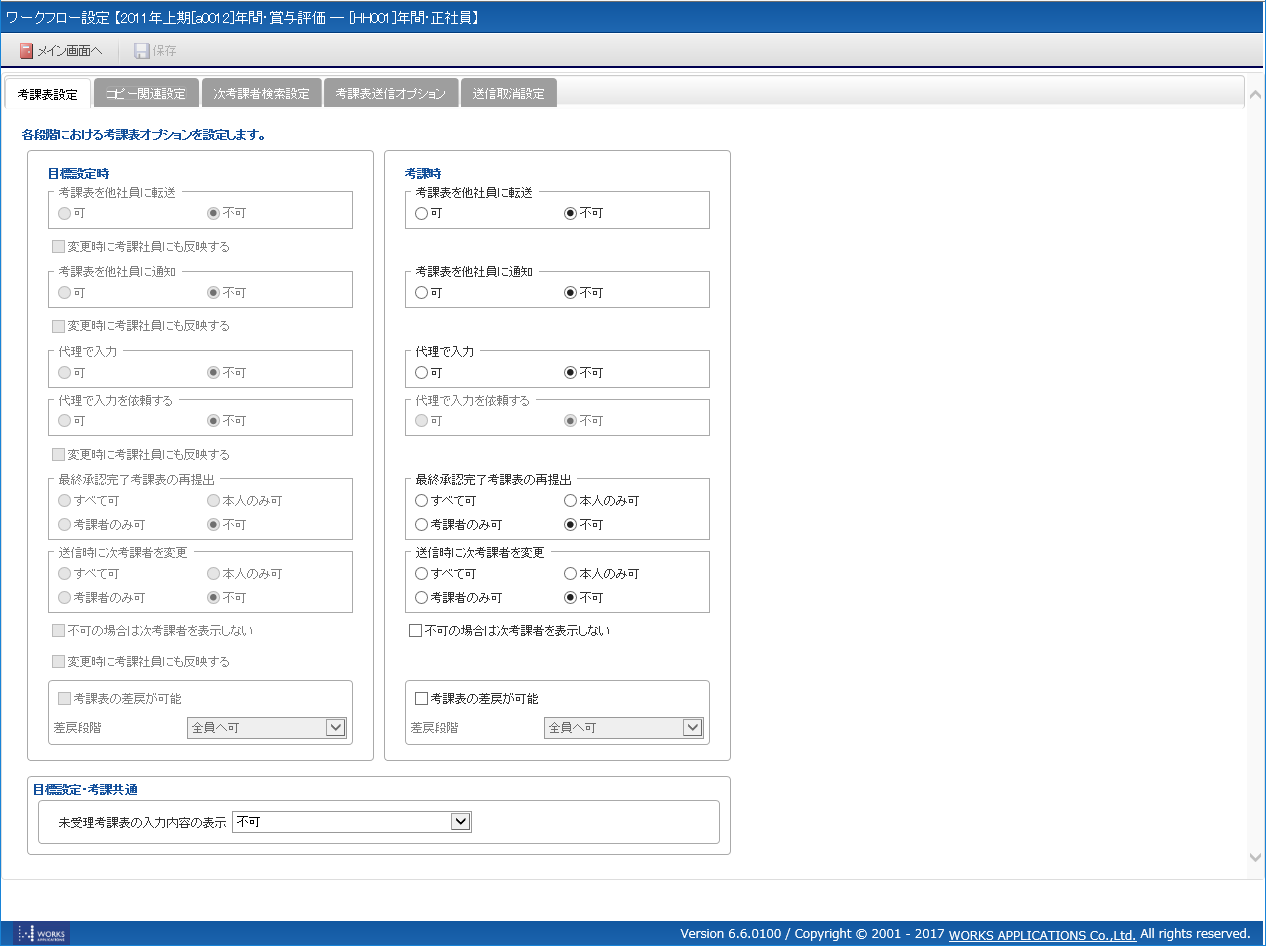 ワークフロー設定【2011年上期[a0012]年間・賞与評価 ― [HH001]年間・正社員】
メイン画面へ 保存
考課表設定 コピー関連設定 次考課者検索設定 考課表送信オプション 送信取消設定
各段階における考課表オプションを設定します。
目標設定時
考課表を他社員に転送
可 不可
変更時に考課社員にも反映する
考課表を他社員に通知
可 不可
変更時に考課社員にも反映する
代理で入力
可 不可
代理で入力を依頼する
可 不可
変更時に考課社員にも反映する
最終承認完了考課表の再提出
すべて可 本人のみ可
考課者のみ可 不可
送信時に次考課者を変更
すべて可 本人のみ可
考課者のみ可 不可
不可の場合は次考課者を表示しない
変更時に考課社員にも反映する
考課表の差戻が可能
差戻段階 全員へ可
考課時
考課表を他社員に転送
可 不可
考課表を他社員に通知
可 不可
代理で入力
可 不可
代理で入力を依頼する
可 不可
最終承認完了考課表の再提出
すべて可 本人のみ可
考課者のみ可 不可
送信時に次考課者を変更
すべて可 本人のみ可
考課者のみ可 不可
不可の場合は次考課者を表示しない
考課表の差戻が可能
差戻段階 全員へ可
目標設定・考課共通
未受理考課表の入力内容の表示 不可
WORKS
APPLICATIONS
Version 6.6.0100 / Copyright © 2001 - 2017 WORKS APPLICATIONS Co.,Ltd. All rights reserved.